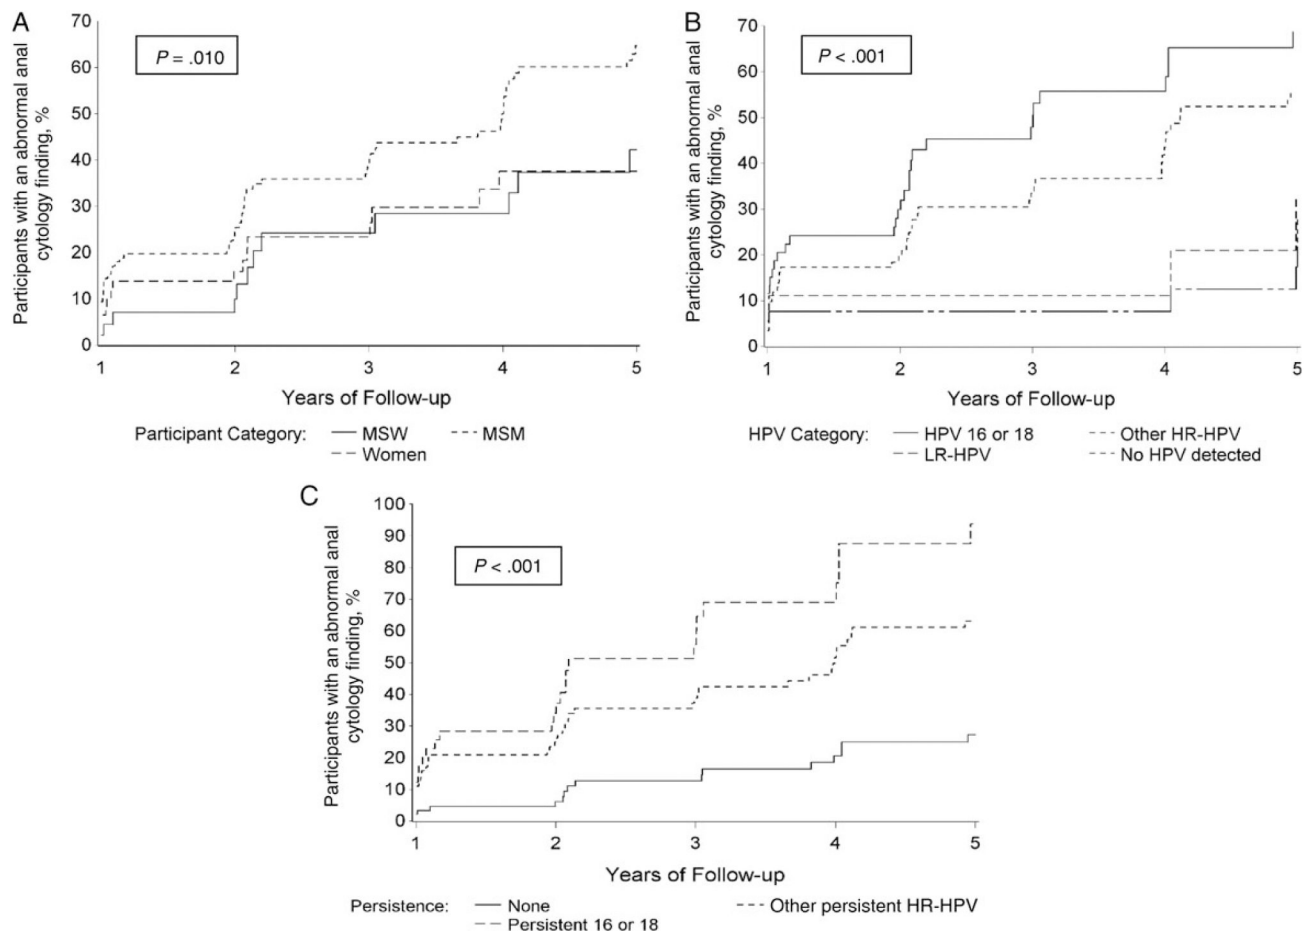 A
Participants with an abnormal anal
cytology finding, %
70
60
50
40
30
20
10
0
P = .010
1 2 3 4 5
Years of Follow-up
Participant Category: MSW MSM
Women
B
Participants with an abnormal anal
cytology finding, %
70
60
50
40
30
20
10
0
P < .001
1 2 3 4 5
Years of Follow-up
HPV Category: HPV 16 or 18 Other HR-HPV
LR-HPV No HPV detected
C
Participants with an abnormal anal
cytology finding, %
100
90
80
70
60
50
40
30
20
10
0
P < .001
1 2 3 4 5
Years of Follow-up
Persistence: None Other persistent HR-HPV
Persistent 16 or 18